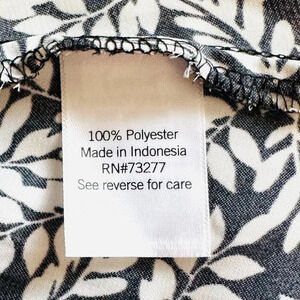 100% Polyester
Made in Indonesia
RN#73277
See reverse for care